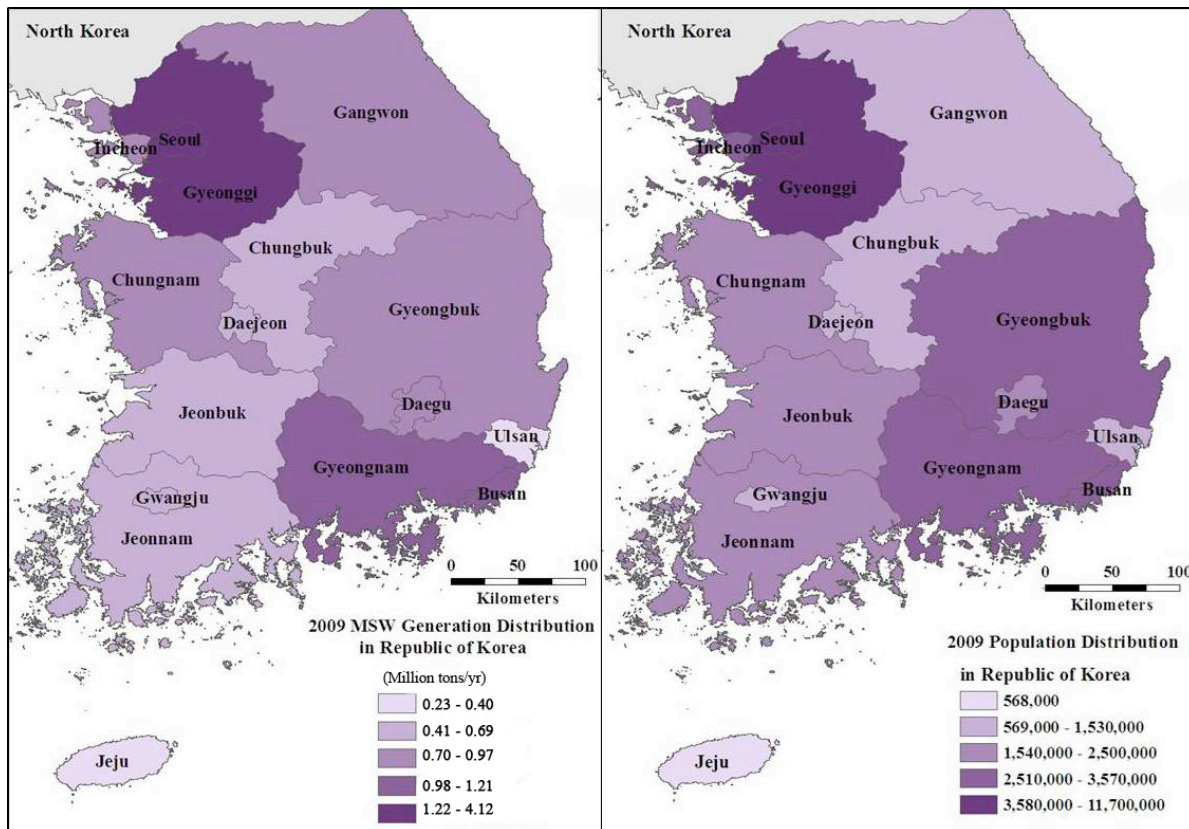 North Korea
Gangwon
Seoul
Incheon
Gyeonggi
Chungbuk
Chungnam
Gyeongbuk
Daejeon
Daegu
Jeonbuk
Ulsan
Gyeongnam
Busan
Gwangju
Jeonnam
0 50 100
Kilometers
2009 MSW Generation Distribution
in Republic of Korea
(Million tons/yr)
0.23 - 0.40
0.41 - 0.69
0.70 - 0.97
0.98 - 1.21
1.22 - 4.12
Jeju
North Korea
Gangwon
Seoul
Incheon
Gyeonggi
Chungbuk
Chungnam
Gyeongbuk
Daejeon
Daegu
Jeonbuk
Ulsan
Gyeongnam
Busan
Gwangju
Jeonnam
0 50 100
Kilometers
2009 Population Distribution
in Republic of Korea
568,000
569,000 - 1,530,000
1,540,000 - 2,500,000
2,510,000 - 3,570,000
3,580,000 - 11,700,000
Jeju